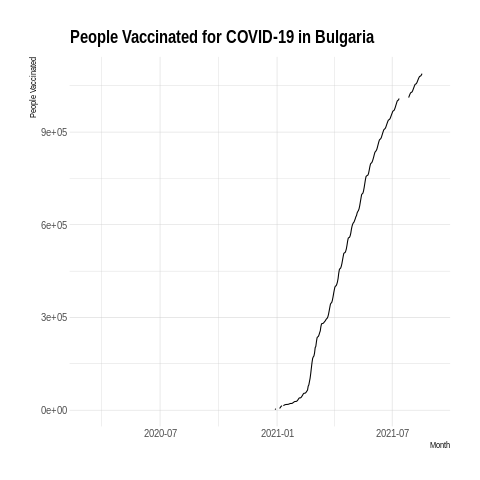 People Vaccinated for COVID-19 in Bulgaria
People Vaccinated
9e+05
6e+05
3e+05
0e+00
2020-07
2021-01
2021-07
Month